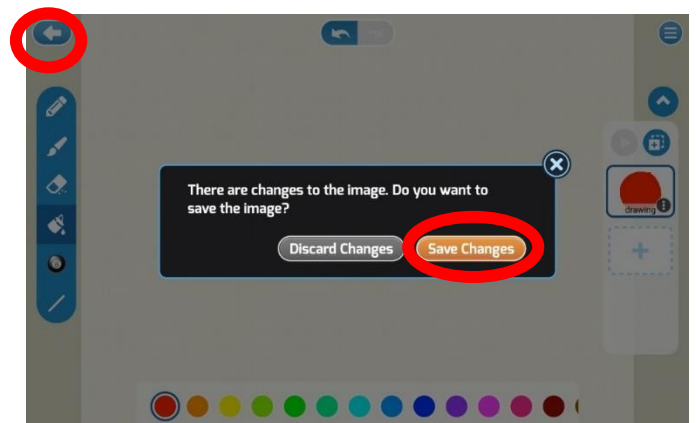 There are changes to the image. Do you want to
save the image?
Discard Changes
Save Changes
drawing